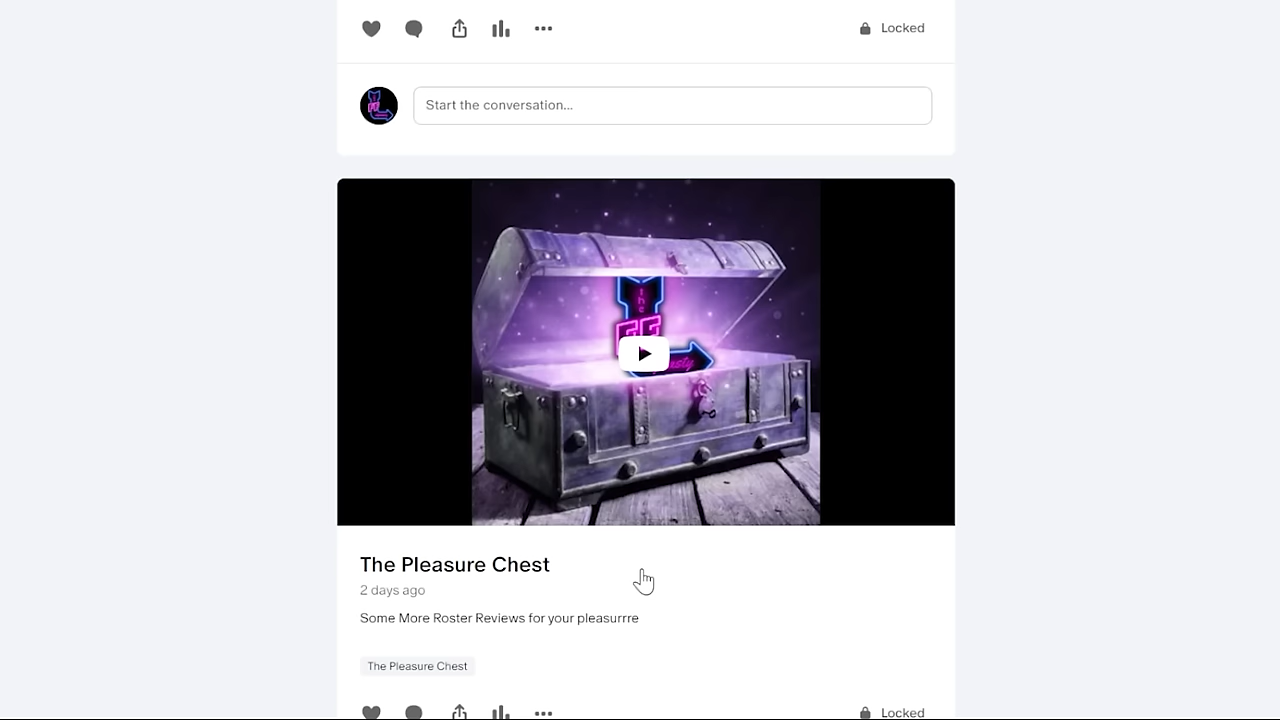 Locked
Start the conversation...
the
The Pleasure Chest
2 days ago
Some More Roster Reviews for your pleasurrre
The Pleasure Chest
Locked